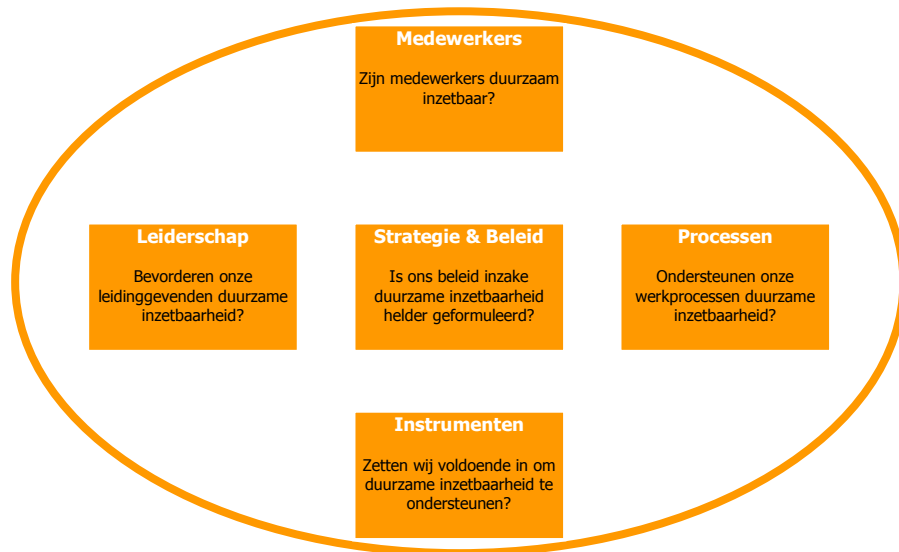 Medewerkers
Zijn medewerkers duurzaam
inzetbaar?
Leiderschap
Bevorderen onze
leidinggevenden duurzame
inzetbaarheid?
Strategie & Beleid
Is ons beleid inzake
duurzame inzetbaarheid
helder geformuleerd?
Processen
Ondersteunen onze
werkprocessen duurzame
inzetbaarheid?
Instrumenten
Zetten wij voldoende in om
duurzame inzetbaarheid te
ondersteunen?